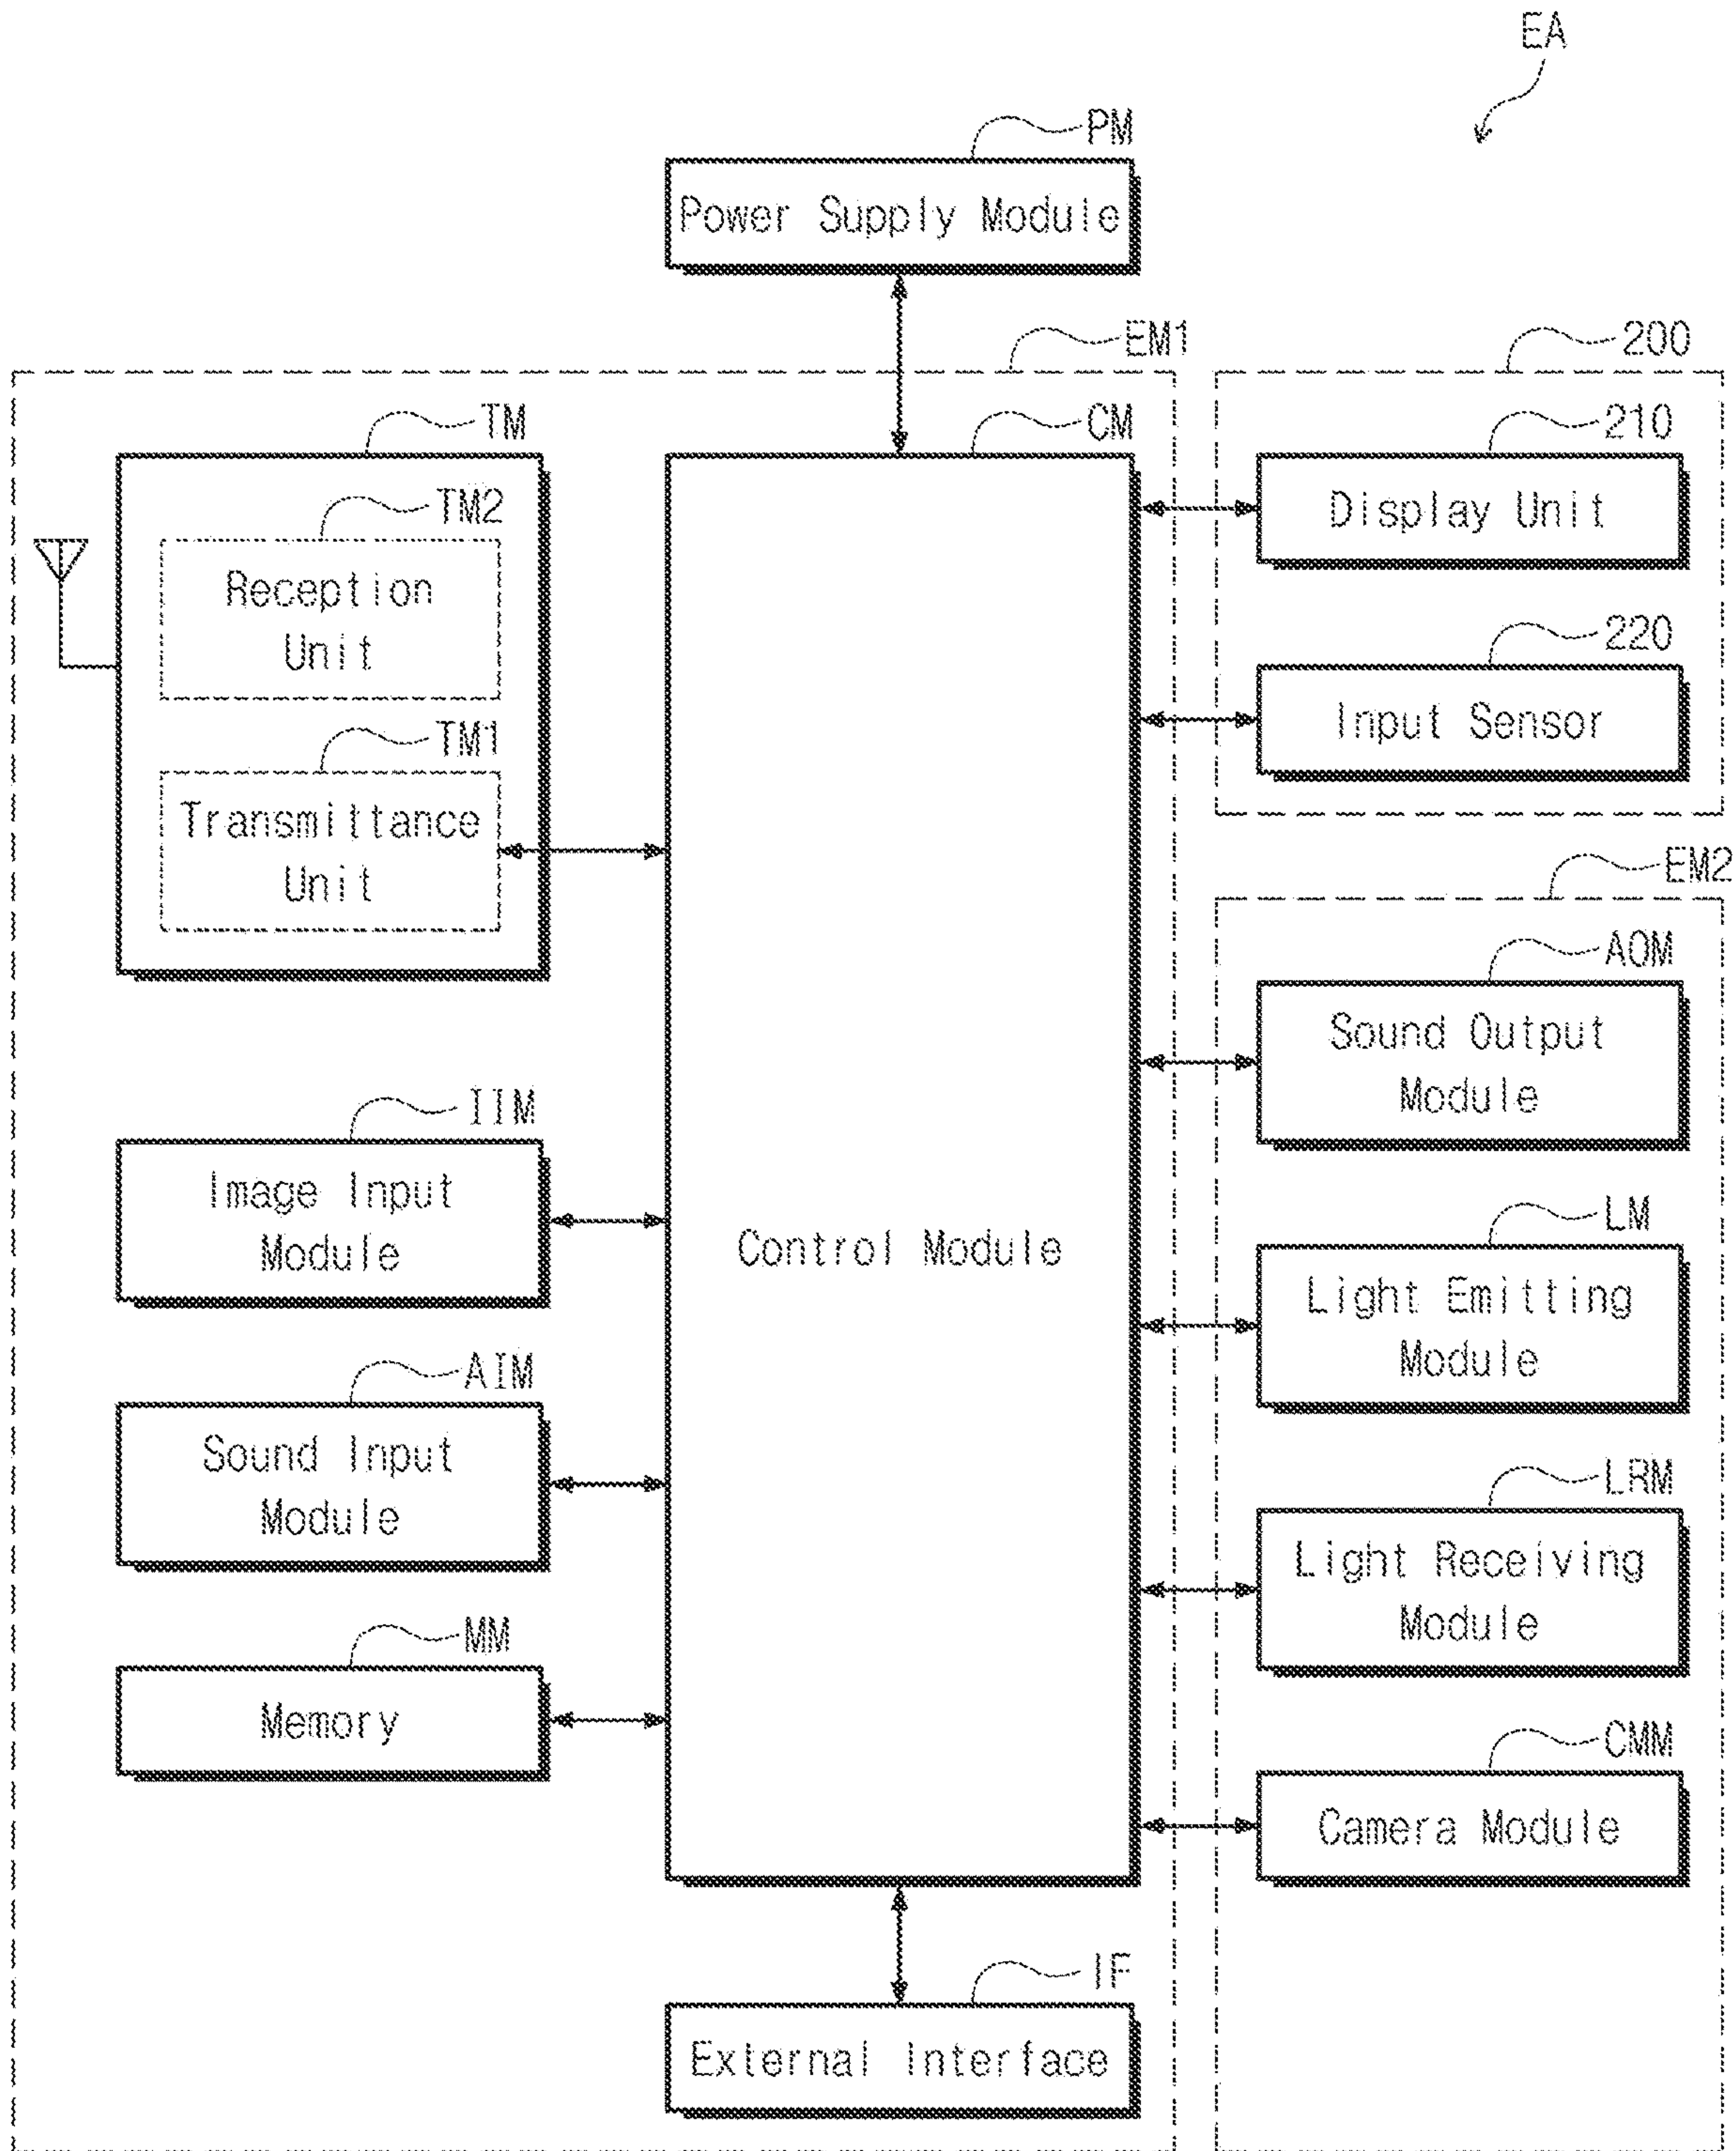 EA
PM
Power Supply Module
EM1
200
TM
CM
210
TM2
Display Unit
Reception
Unit
220
TM1
Input Sensor
Transmittance
Unit
EM2
AOM
Sound Output
Module
IIM
Image Input
Module
Control Module
LM
Light Emitting
Module
AIM
Sound Input
Module
LRM
Light Receiving
Module
MM
Memory
CMM
Camera Module
IF
External Interface